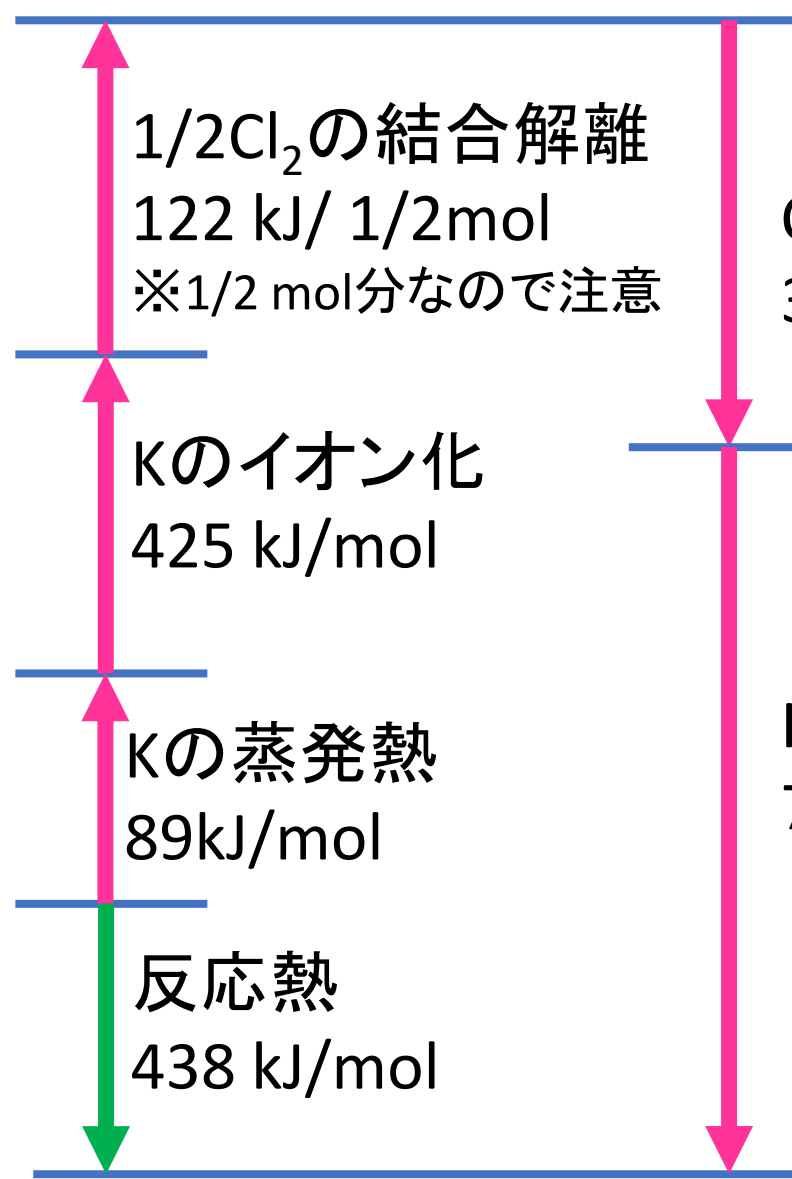 1/2Cl₂の結合解離
122 kJ/ 1/2mol
※1/2 mol分なので注意
Kのイオン化
425 kJ/mol
Kの蒸発熱
89kJ/mol
反応熱
438 kJ/mol